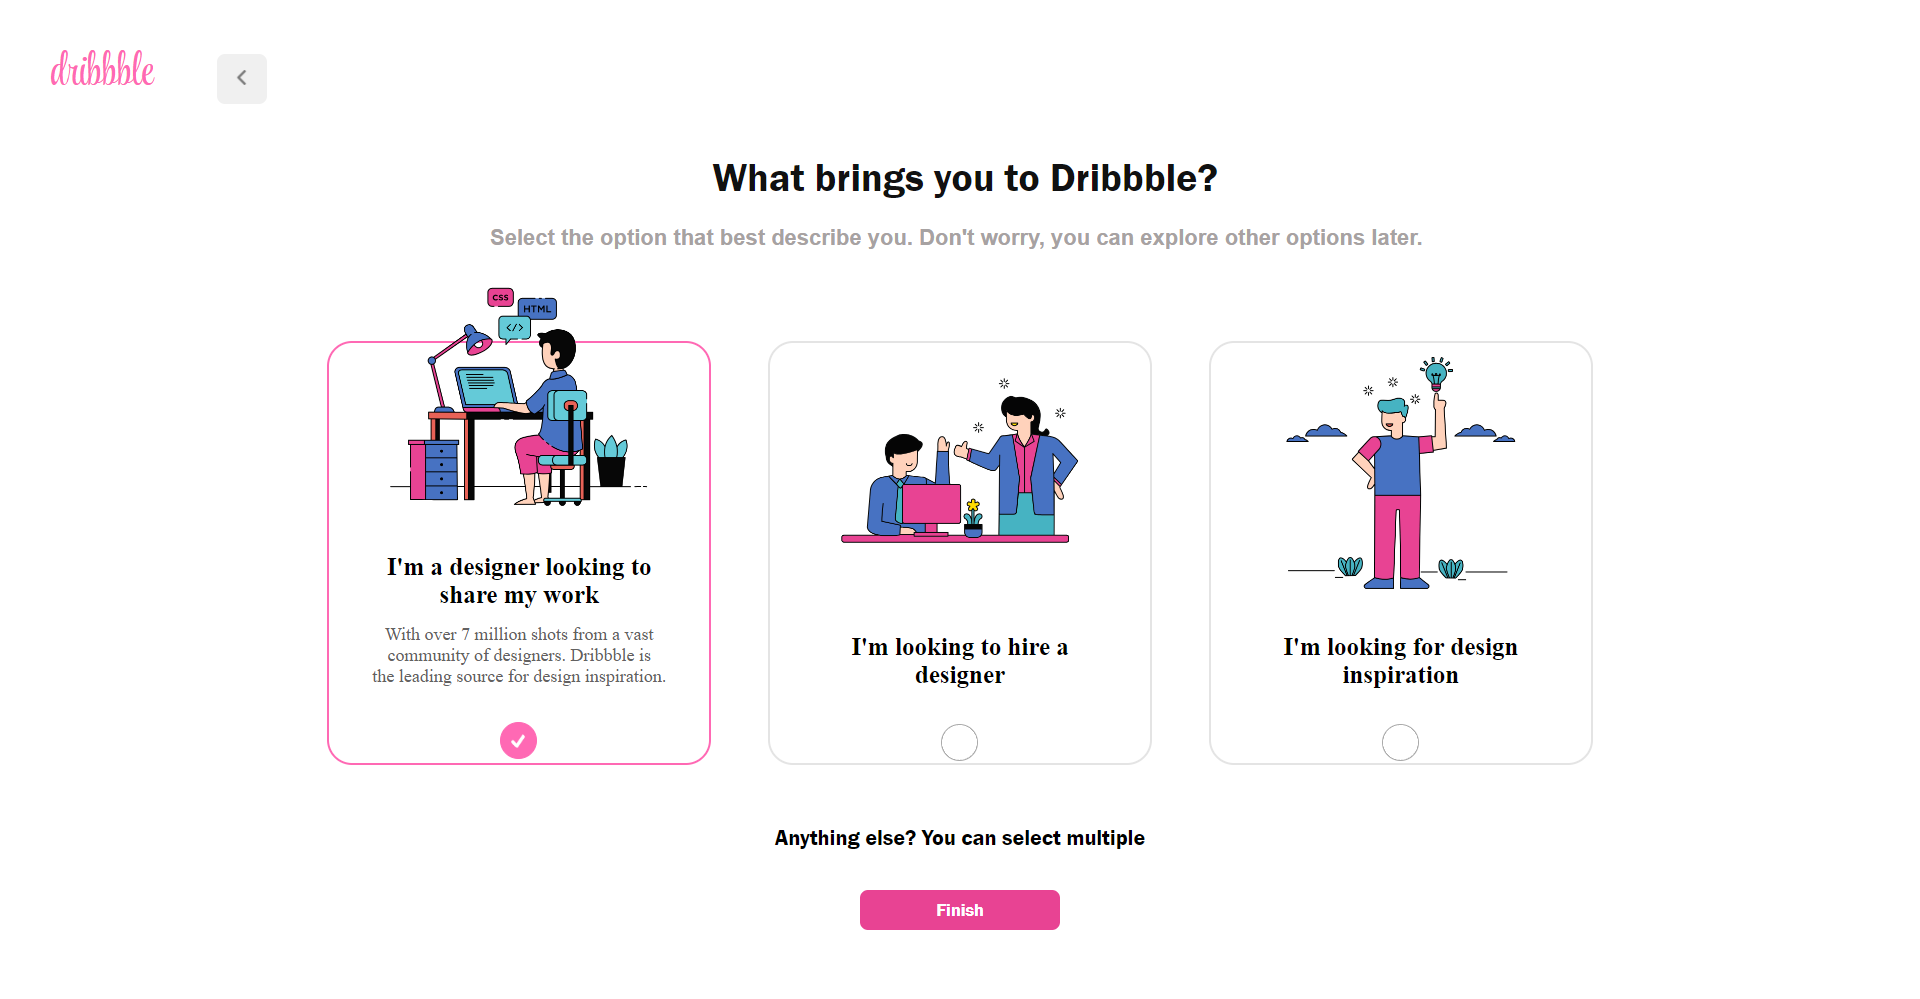 dribbble
What brings you to Dribbble?
Select the option that best describe you. Don't worry, you can explore other options later.
CSS
HTML
</>
I'm a designer looking to
share my work
With over 7 million shots from a vast
community of designers. Dribbble is
the leading source for design inspiration.
I'm looking to hire a
designer
I'm looking for design
inspiration
Anything else? You can select multiple
Finish